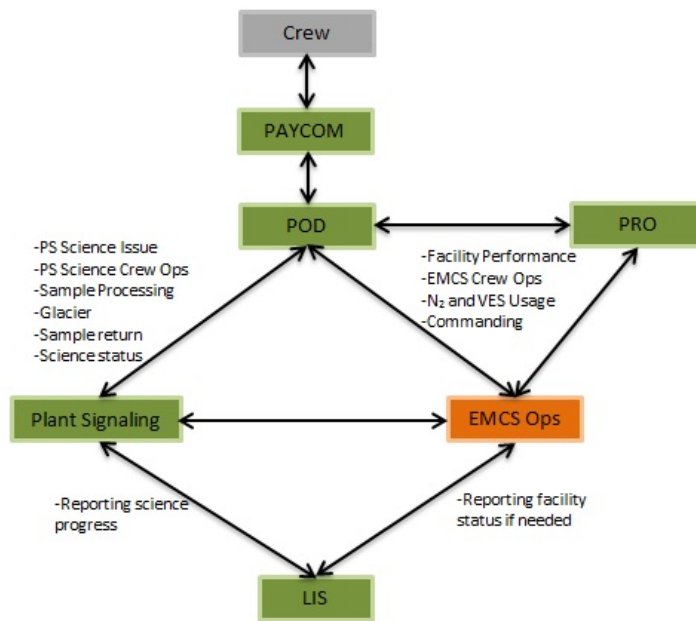 Crew
PAYCOM
POD
PRO
-PS Science Issue
-PS Science Crew Ops
-Sample Processing
-Glacier
-Sample return
-Science status
-Facility Performance
-EMCS Crew Ops
-N₂ and VES Usage
-Commanding
Plant Signaling
EMCS Ops
-Reporting science
progress
-Reporting facility
status if needed
LIS